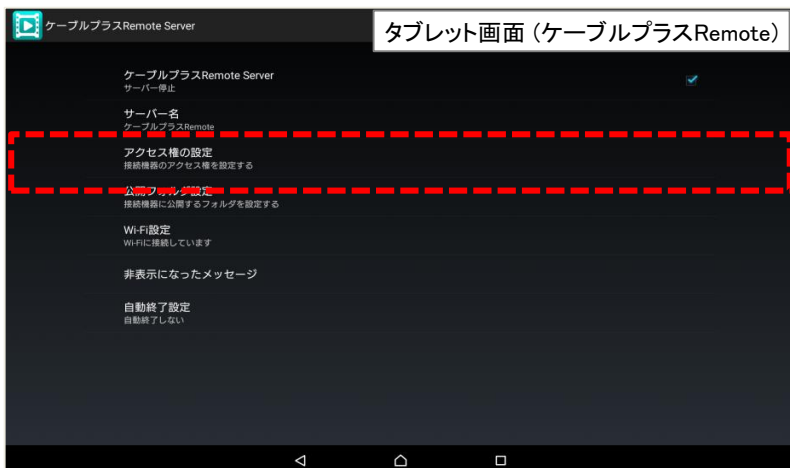 ケーブルプラスRemote Server
タブレット画面 (ケーブルプラスRemote)
ケーブルプラスRemote Server
サーバー停止
サーバー名
ケーブルプラスRemote
アクセス権の設定
接続機器のアクセス権を設定する
公開フォルダ設定
接続機器に公開するフォルダを設定する
Wi-Fi設定
Wi-Fiに接続しています
非表示になったメッセージ
自動終了設定
自動終了しない